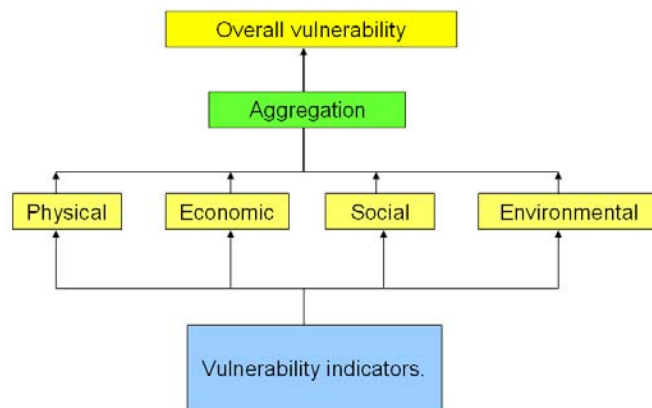 Overall vulnerability
Aggregation
Physical
Economic
Social
Environmental
Vulnerability indicators.